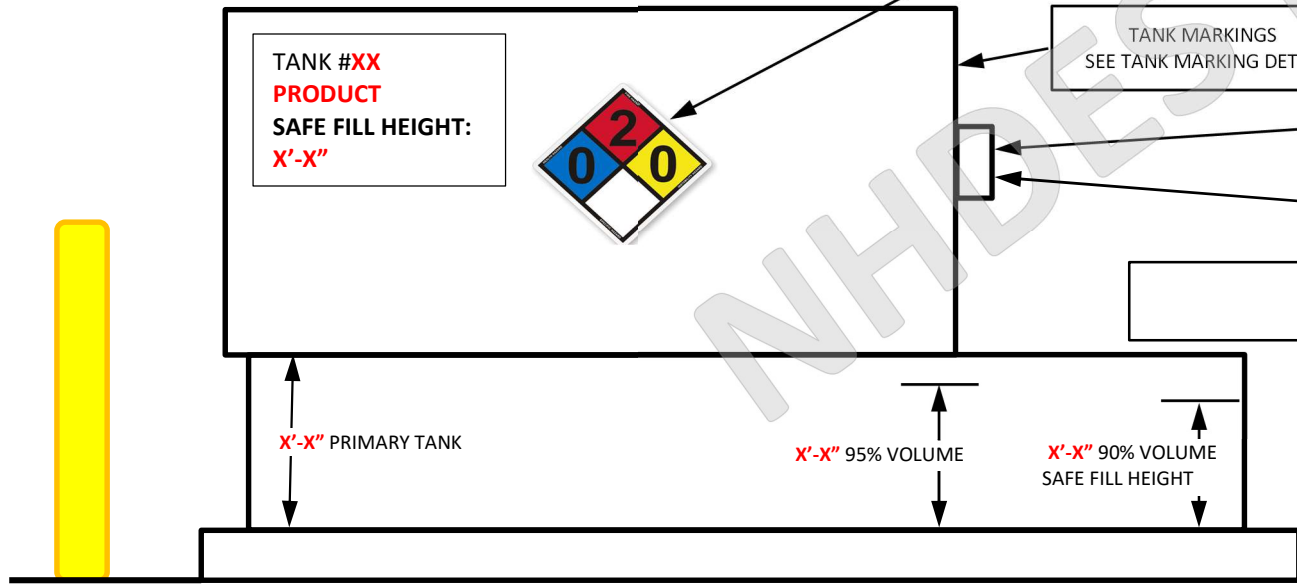 TANK #XX
PRODUCT
SAFE FILL HEIGHT:
X’-X”
2
0
0
TANK MARKINGS
SEE TANK MARKING DET
NHDES
X’-X” PRIMARY TANK
X’-X” 95% VOLUME
X’-X” 90% VOLUME
SAFE FILL HEIGHT